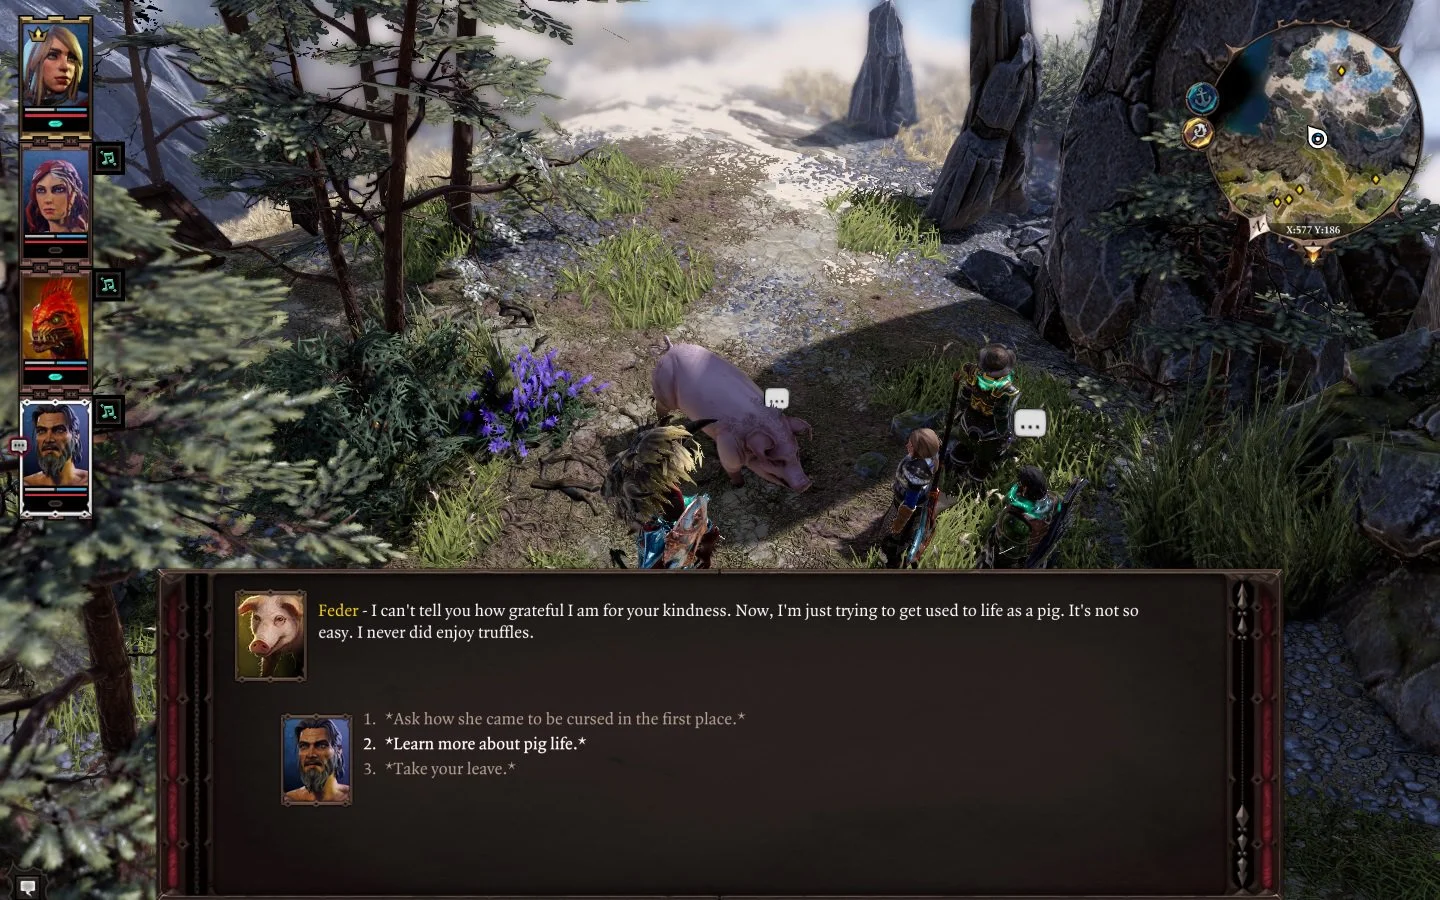 X:577 Y:186
Feder - I can't tell you how grateful I am for your kindness. Now, I'm just trying to get used to life as a pig. It's not so
easy. I never did enjoy truffles.
1. *Ask how she came to be cursed in the first place.*
2. *Learn more about pig life.*
3. *Take your leave.*